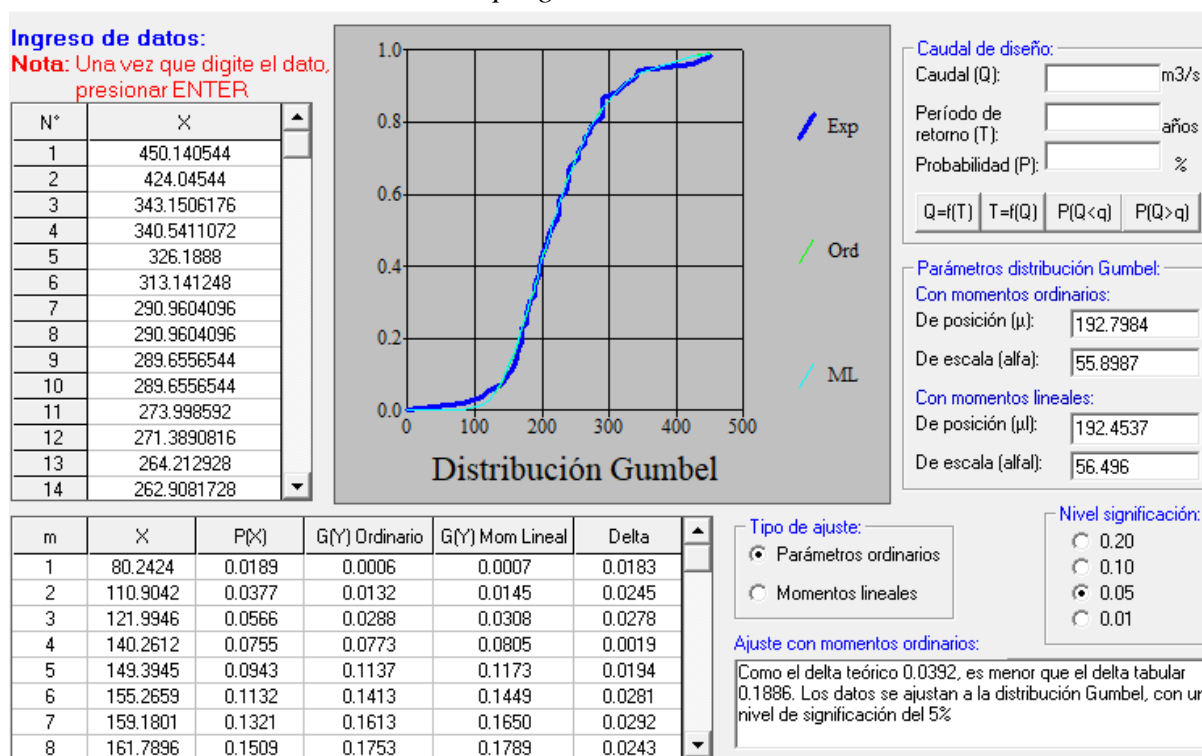 Ingreso de datos:
Nota: Una vez que digite el dato,
presionar ENTER
N° X
1 450.140544
2 424.04544
3 343.1506176
4 340.5411072
5 326.1888
6 313.141248
7 290.9604096
8 290.9604096
9 289.6556544
10 289.6556544
11 273.998592
12 271.3890816
13 264.212928
14 262.9081728
1.0
0.8
0.6
0.4
0.2
0.0
0 100 200 300 400 500
Exp
Ord
ML
Distribución Gumbel
Caudal de diseño:
Caudal (Q): m3/s
Período de
retorno (T): años
Probabilidad (P): %
Q=f(T) T=f(Q) P(Q<q) P(Q>q)
Parámetros distribución Gumbel:
Con momentos ordinarios:
De posición (µ): 192.7984
De escala (alfa): 55.8987
Con momentos lineales:
De posición (µl): 192.4537
De escala (alfal): 56.496
m X P(X) G(Y) Ordinario G(Y) Mom Lineal Delta
1 80.2424 0.0189 0.0006 0.0007 0.0183
2 110.9042 0.0377 0.0132 0.0145 0.0245
3 121.9946 0.0566 0.0288 0.0308 0.0278
4 140.2612 0.0755 0.0773 0.0805 0.0019
5 149.3945 0.0943 0.1137 0.1173 0.0194
6 155.2659 0.1132 0.1413 0.1449 0.0281
7 159.1801 0.1321 0.1613 0.1650 0.0292
8 161.7896 0.1509 0.1753 0.1789 0.0243
Tipo de ajuste:
Parámetros ordinarios
Momentos lineales
Nivel significación:
0.20
0.10
0.05
0.01
Ajuste con momentos ordinarios:
Como el delta teórico 0.0392, es menor que el delta tabular
0.1886. Los datos se ajustan a la distribución Gumbel, con un
nivel de significación del 5%